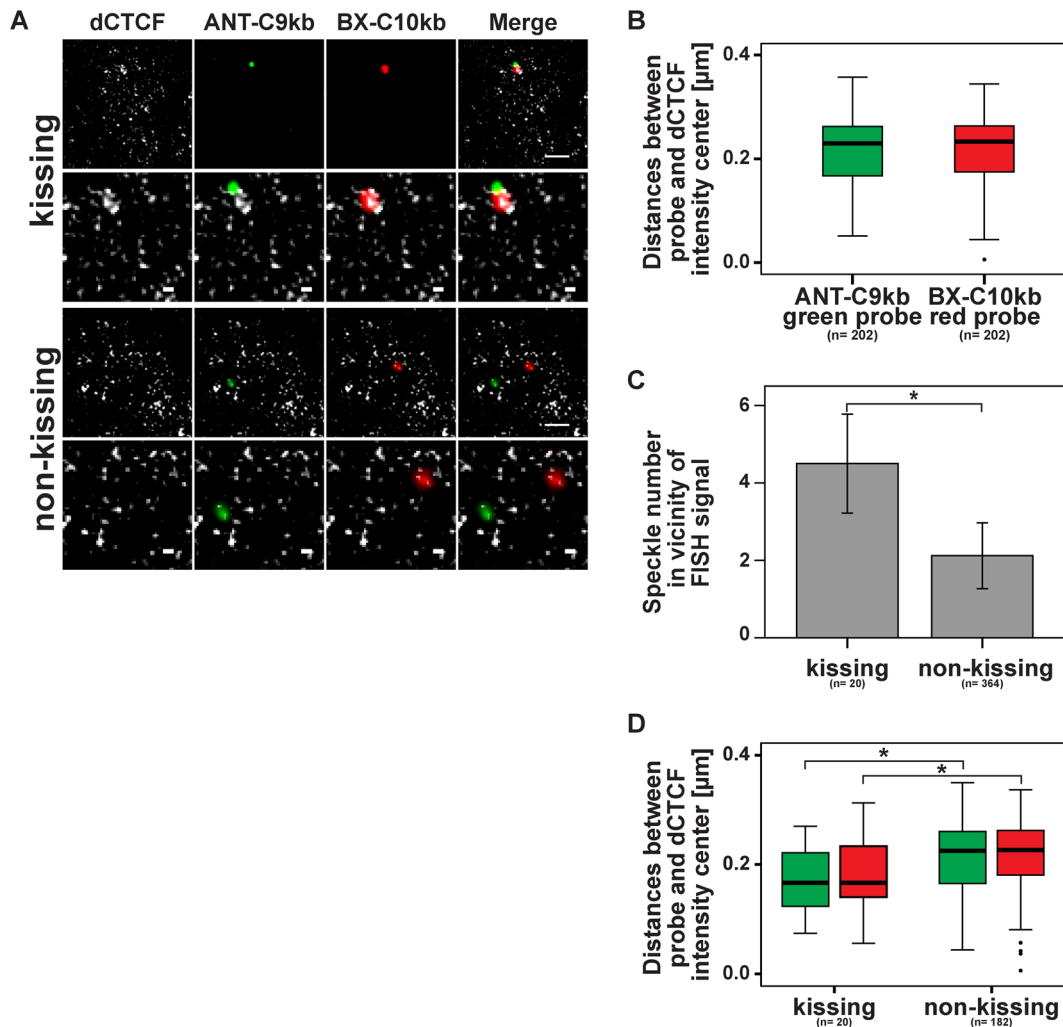 A
dCTCF ANT-C9kb BX-C10kb Merge
kissing
non-kissing
B
Distances between
probe and dCTCF
intensity center [µm]
0.4
0.2
0.0
ANT-C9kb BX-C10kb
green probe red probe
(n= 202) (n= 202)
C
Speckle number
in vicinity of
FISH signal
6
4
2
0
*
kissing non-kissing
(n= 20) (n= 364)
D
Distances between
probe and dCTCF
intensity center [µm]
0.4
0.2
0.0
*
*
kissing non-kissing
(n= 20) (n= 182)